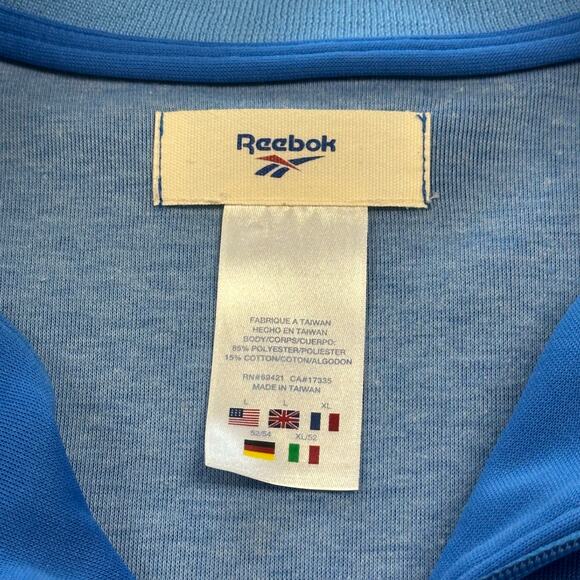 Reebok
FABRIQUE A TAIWAN
HECHO EN TAIWAN
BODY/CORPS/CUERPO:
85% POLYESTER/POLIESTER
15% COTTON/COTON/ALGODON
RN#69421 CA#17335
MADE IN TAIWAN
L L XL
52/54 XL/52